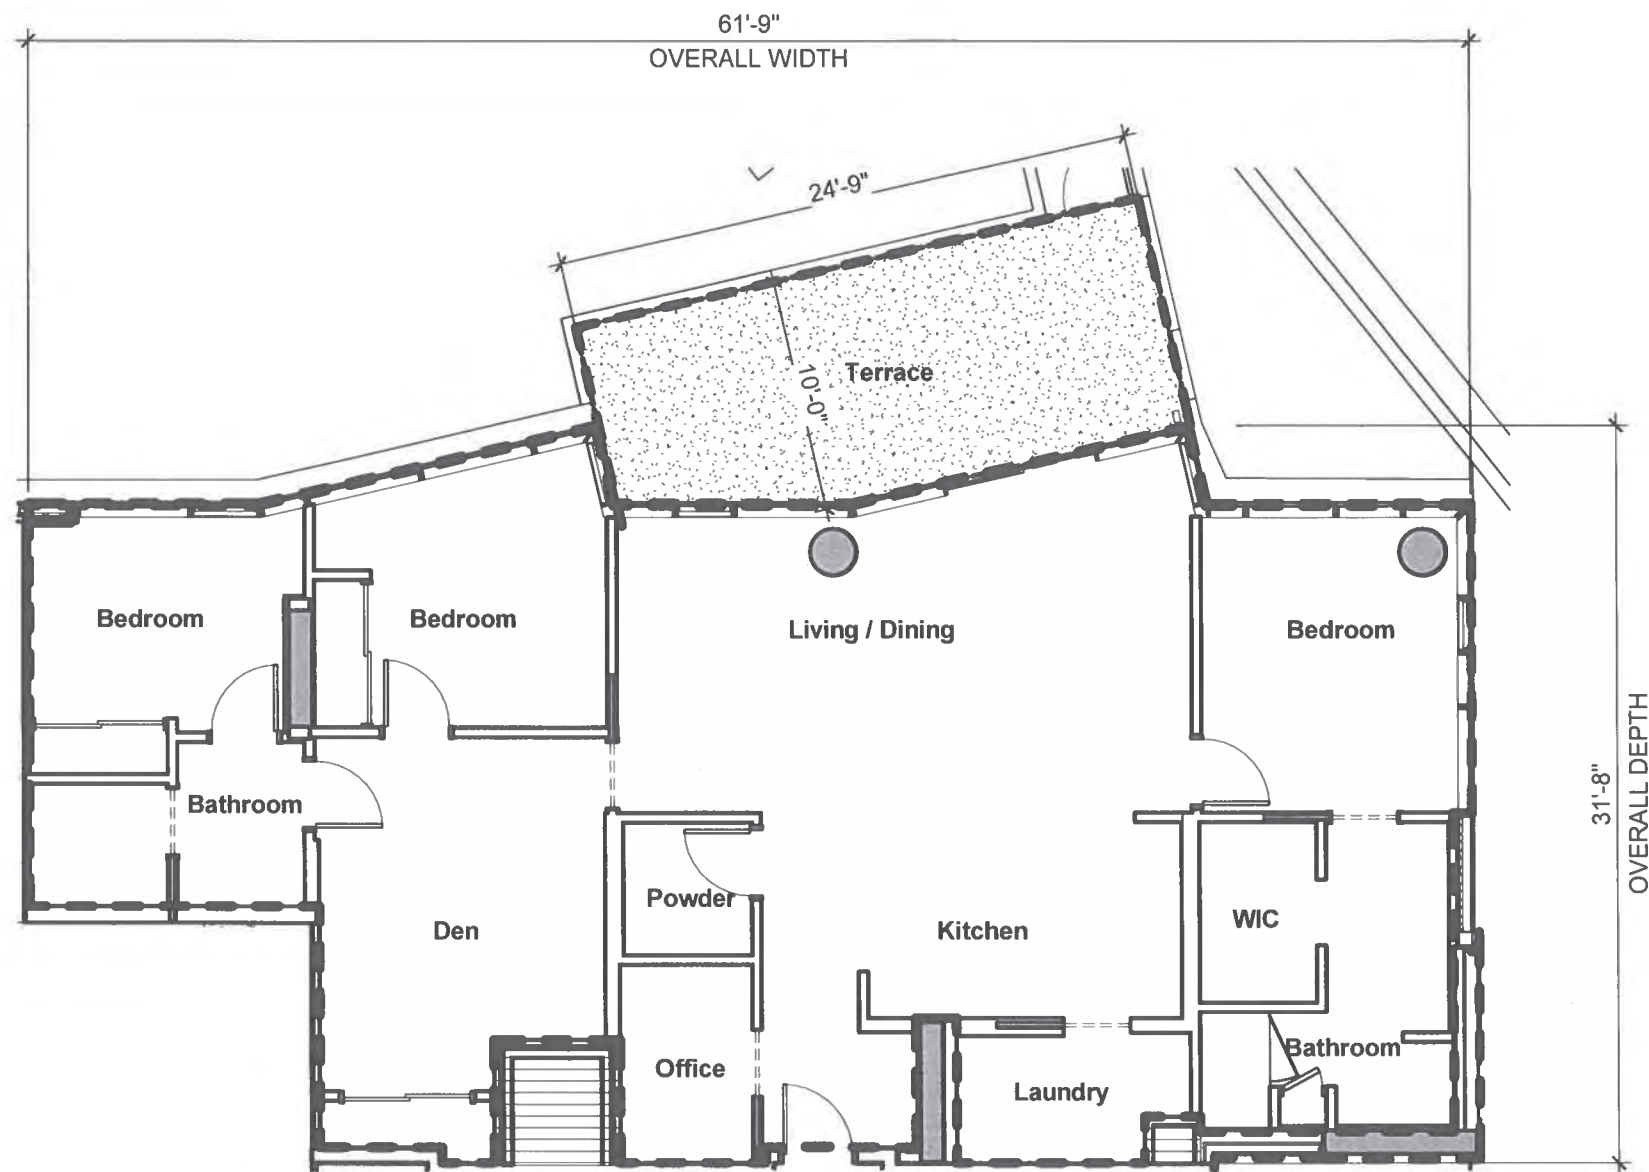 61'-9"
OVERALL WIDTH
24'-9"
10'-0"
Terrace
Bedroom
Bedroom
Living / Dining
Bedroom
31'-8"
OVERALL DEPTH
Bathroom
Powder
Den
Kitchen
WIC
Office
Laundry
Bathroom